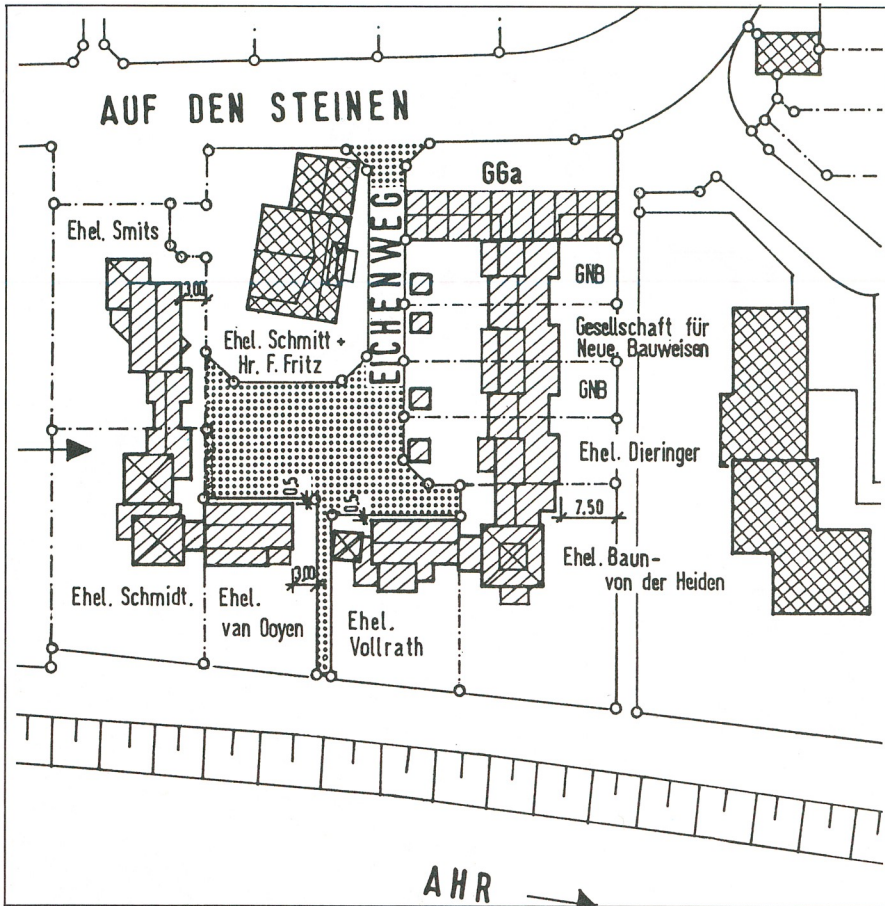 AUF DEN STEINEN
GGa
EICHENWEG
Ehel. Smits
3.00
GNB
Gesellschaft für
Neue Bauweisen
GNB
Ehel. Schmitt +
Hr. F. Fritz
Ehel. Dieringer
0.5
0.5
7.50
3.00
Ehel. Baun-
von der Heiden
Ehel. Schmidt.
Ehel.
van Ooyen
Ehel.
Vollrath
AHR